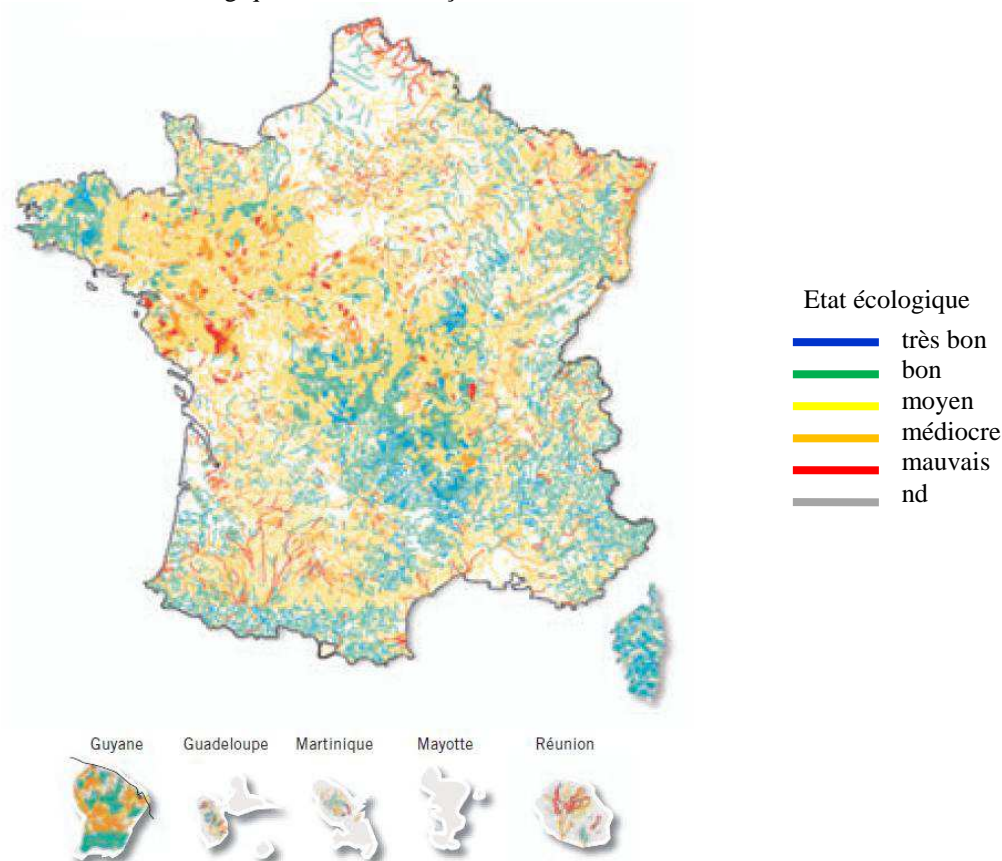 Etat écologique
très bon
bon
moyen
médiocre
mauvais
nd
Guyane
Guadeloupe
Martinique
Mayotte
Réunion